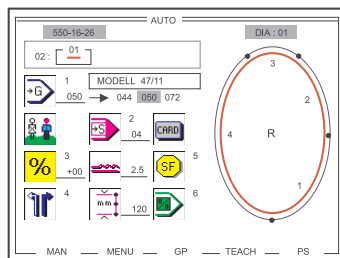 AUTO
550-16-26
DIA : 01
02 : 01
3
1
MODELL 47/11
→G
050
044 050 072
2
2
→S
04
CARD
4
R
3
5
%
+00
2.5
SF
4
6
1
mm
120
MAN MENU GP TEACH PS